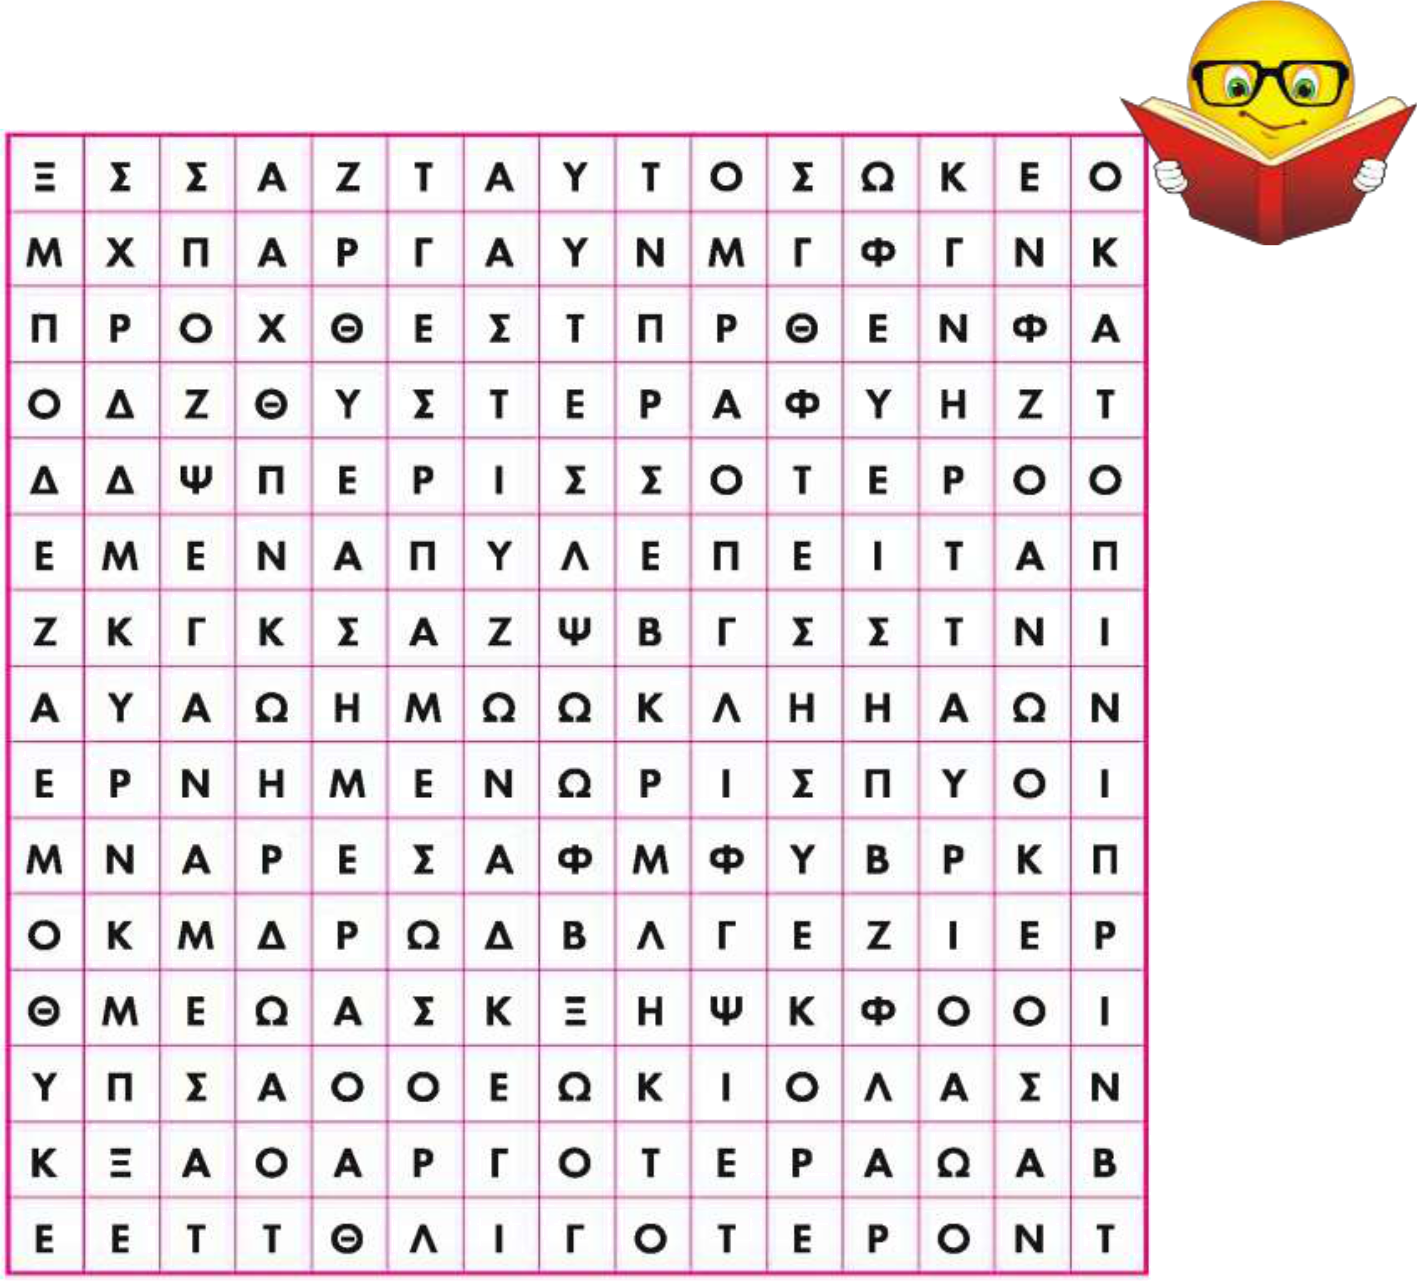 Ξ Σ Σ Α Ζ Τ Α Υ Τ Ο Σ Ω Κ Ε Ο
Μ Χ Π Α Ρ Γ Α Υ Ν Μ Γ Φ Γ Ν Κ
Π Ρ Ο Χ Θ Ε Σ Τ Π Ρ Θ Ε Ν Φ Α
Ο Δ Ζ Θ Υ Σ Τ Ε Ρ Α Φ Υ Η Ζ Τ
Δ Δ Ψ Π Ε Ρ Ι Σ Σ Ο Τ Ε Ρ Ο Ο
Ε Μ Ε Ν Α Π Υ Λ Ε Π Ε Ι Τ Α Π
Ζ Κ Γ Κ Σ Α Ζ Ψ Β Γ Σ Σ Τ Ν Ι
Α Υ Α Ω Η Μ Ω Ω Κ Λ Η Η Α Ω Ν
Ε Ρ Ν Η Μ Ε Ν Ω Ρ Ι Σ Π Υ Ο Ι
Μ Ν Α Ρ Ε Σ Α Φ Μ Φ Υ Β Ρ Κ Π
Ο Κ Μ Δ Ρ Ω Δ Β Λ Γ Ε Ζ Ι Ε Ρ
Θ Μ Ε Ω Α Σ Κ Ξ Η Ψ Κ Φ Ο Ο Ι
Υ Π Σ Α Ο Ο Ε Ω Κ Ι Ο Λ Α Σ Ν
Κ Ξ Α Ο Α Ρ Γ Ο Τ Ε Ρ Α Ω Α Β
Ε Ε Τ Τ Θ Λ Ι Γ Ο Τ Ε Ρ Ο Ν Τ